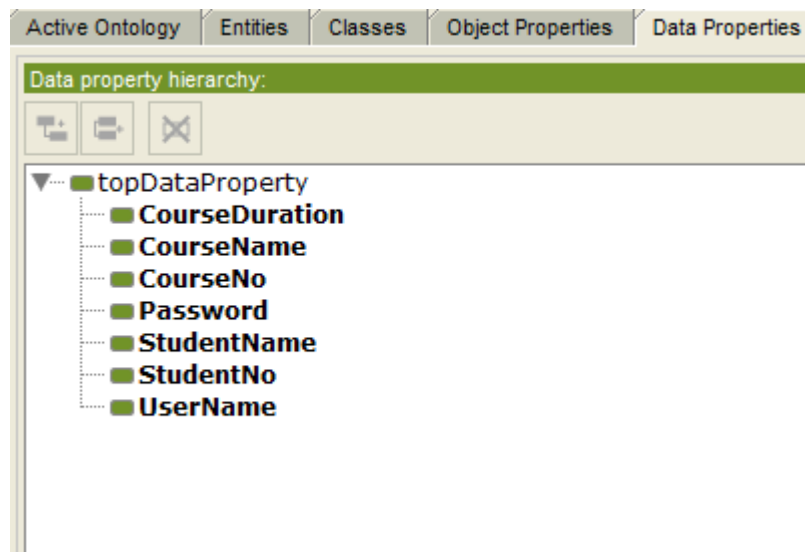 Active Ontology Entities Classes Object Properties Data Properties
Data property hierarchy:
topDataProperty
CourseDuration
CourseName
CourseNo
Password
StudentName
StudentNo
UserName